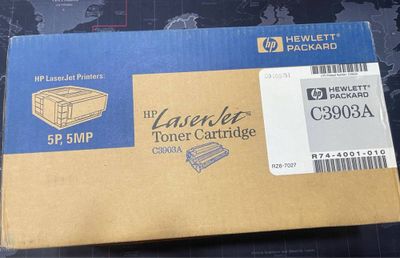 hp HEWLETT
PACKARD
HP LaserJet Printers:
5P, 5MP
HP LaserJet
Toner Cartridge
C3903A
hp HEWLETT
PACKARD
C3903A
R74-4001-010
RZ8-7027